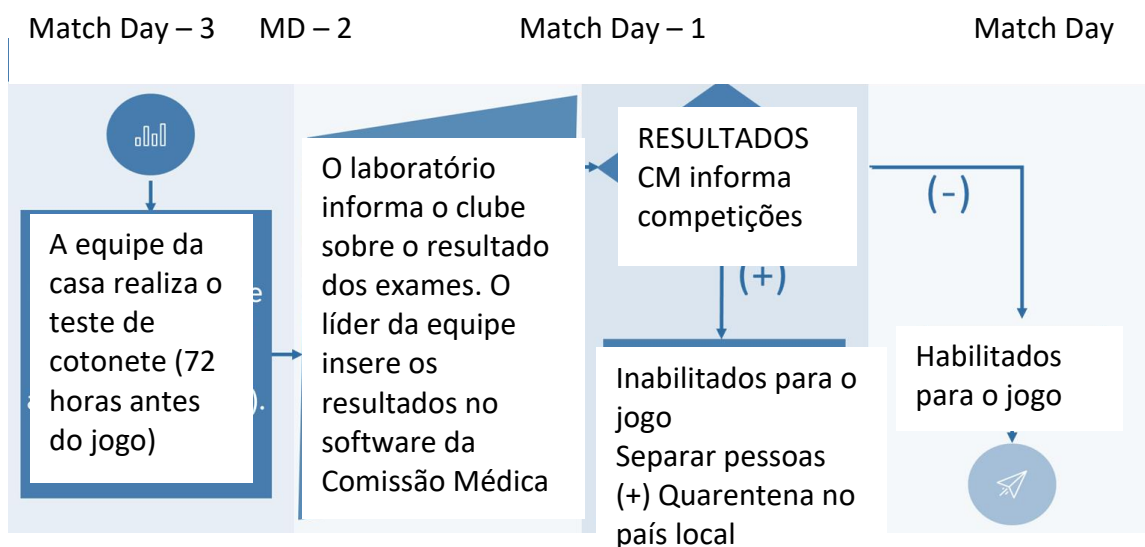 Match Day – 3 MD – 2 Match Day – 1 Match Day
A equipe da
casa realiza o
teste de
cotonete (72
horas antes
do jogo)
O laboratório
informa o clube
sobre o resultado
dos exames. O
líder da equipe
insere os
resultados no
software da
Comissão Médica
RESULTADOS
CM informa
competições
(-)
(+)
Inabilitados para o
jogo
Separar pessoas
(+) Quarentena no
país local
Habilitados
para o jogo